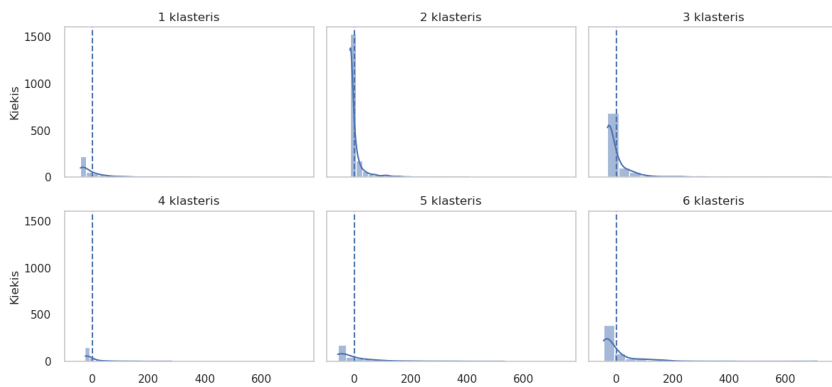 1 klasteris
2 klasteris
3 klasteris
1500
1000
500
0
Kiekis
4 klasteris
5 klasteris
6 klasteris
1500
1000
500
0
Kiekis
0 200 400 600
0 200 400 600
0 200 400 600